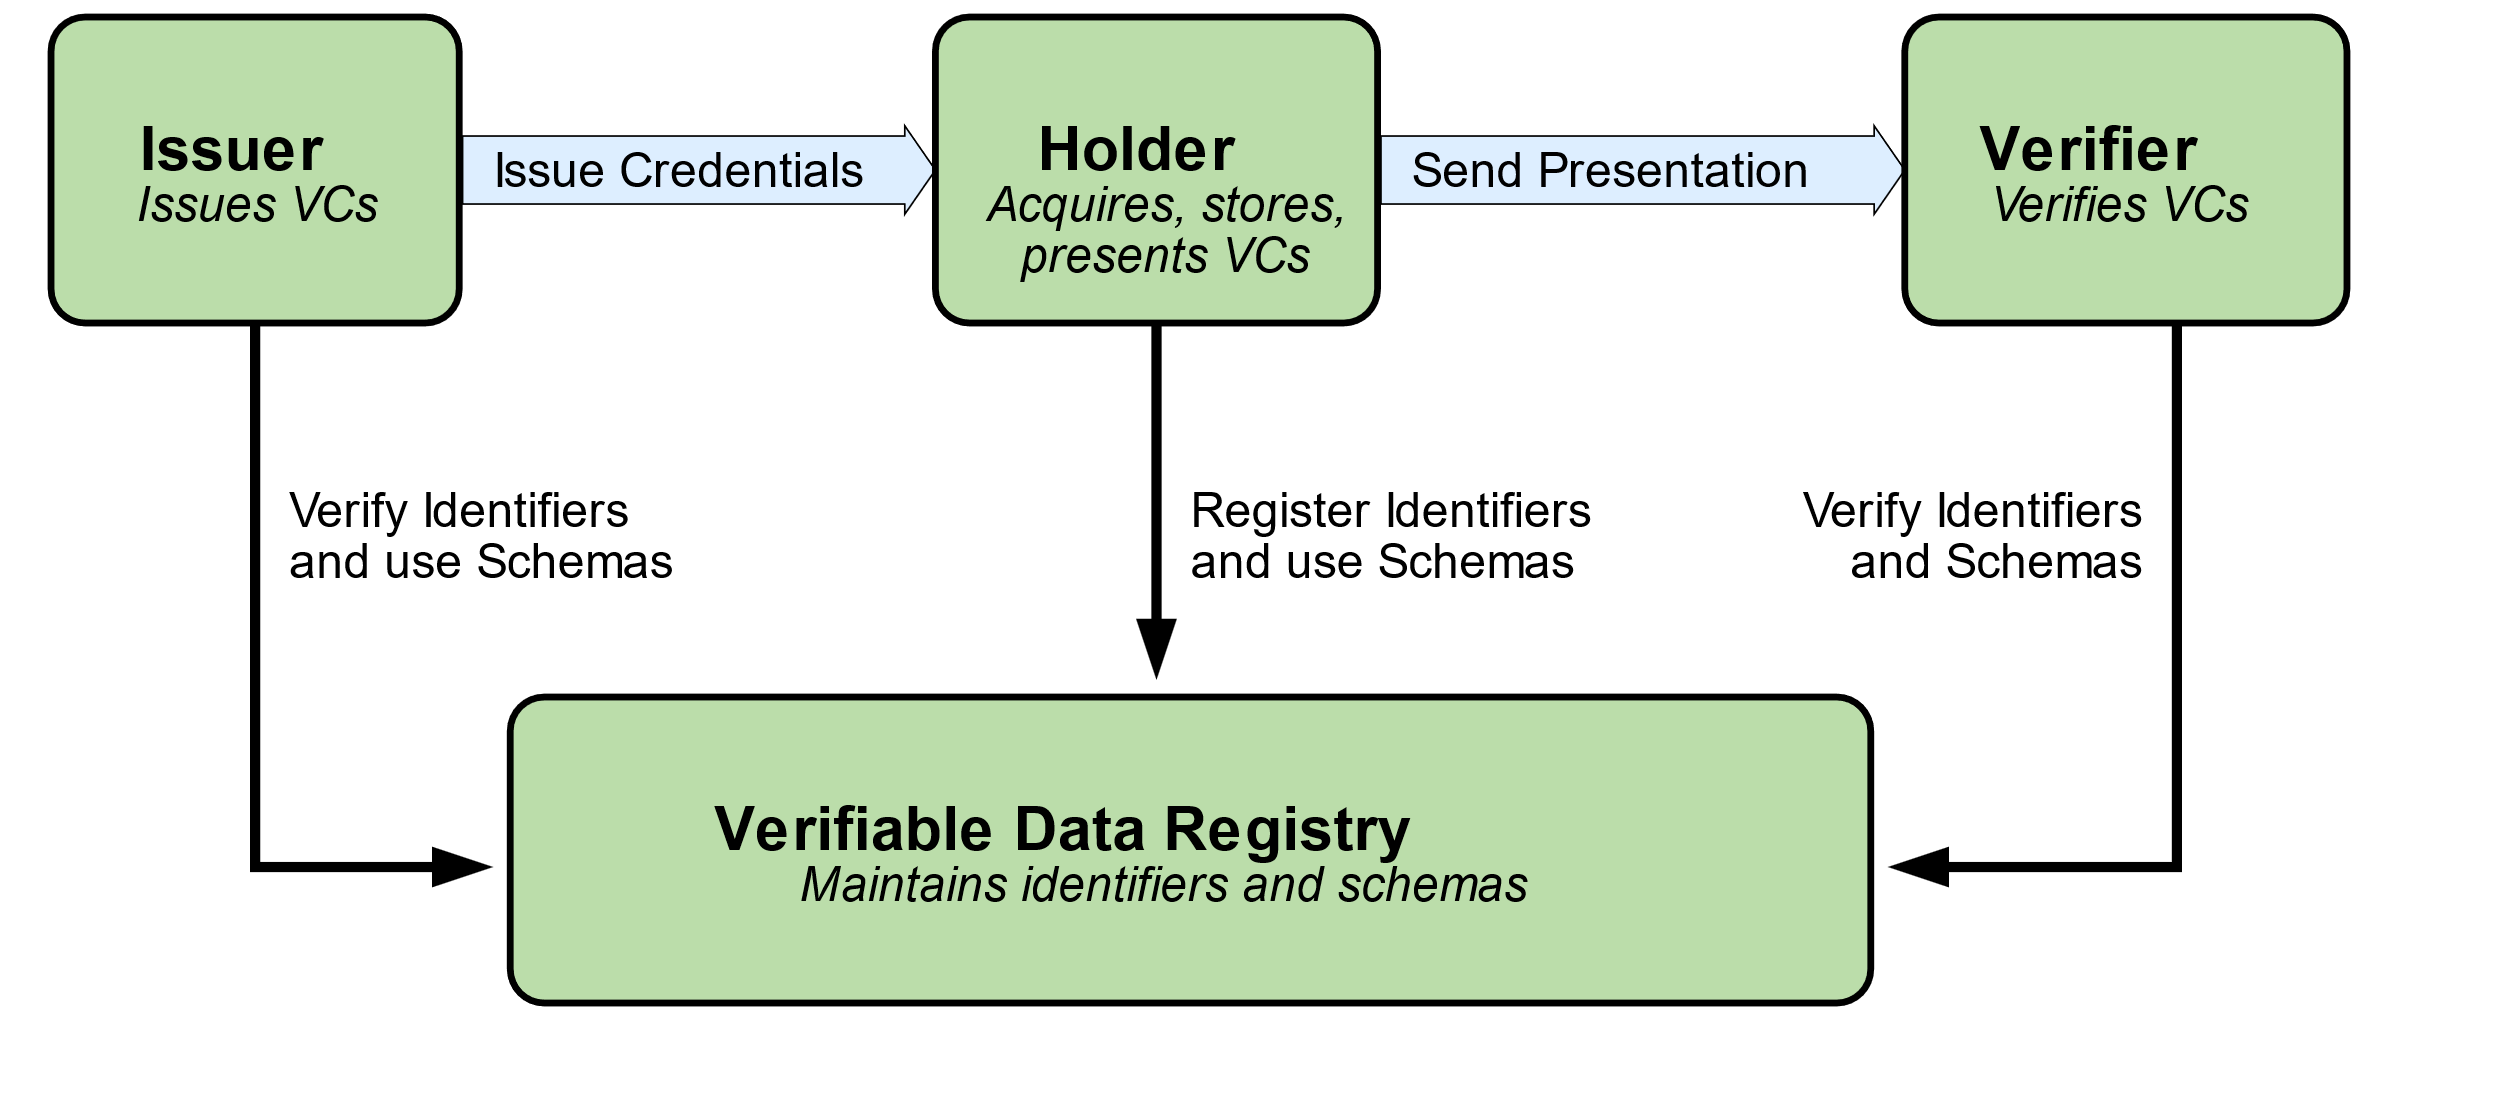 Issuer
Issues VCs
Issue Credentials
Holder
Acquires, stores,
presents VCs
Send Presentation
Verifier
Verifies VCs
Verify Identifiers
and use Schemas
Register Identifiers
and use Schemas
Verify Identifiers
and Schemas
Verifiable Data Registry
Maintains identifiers and schemas